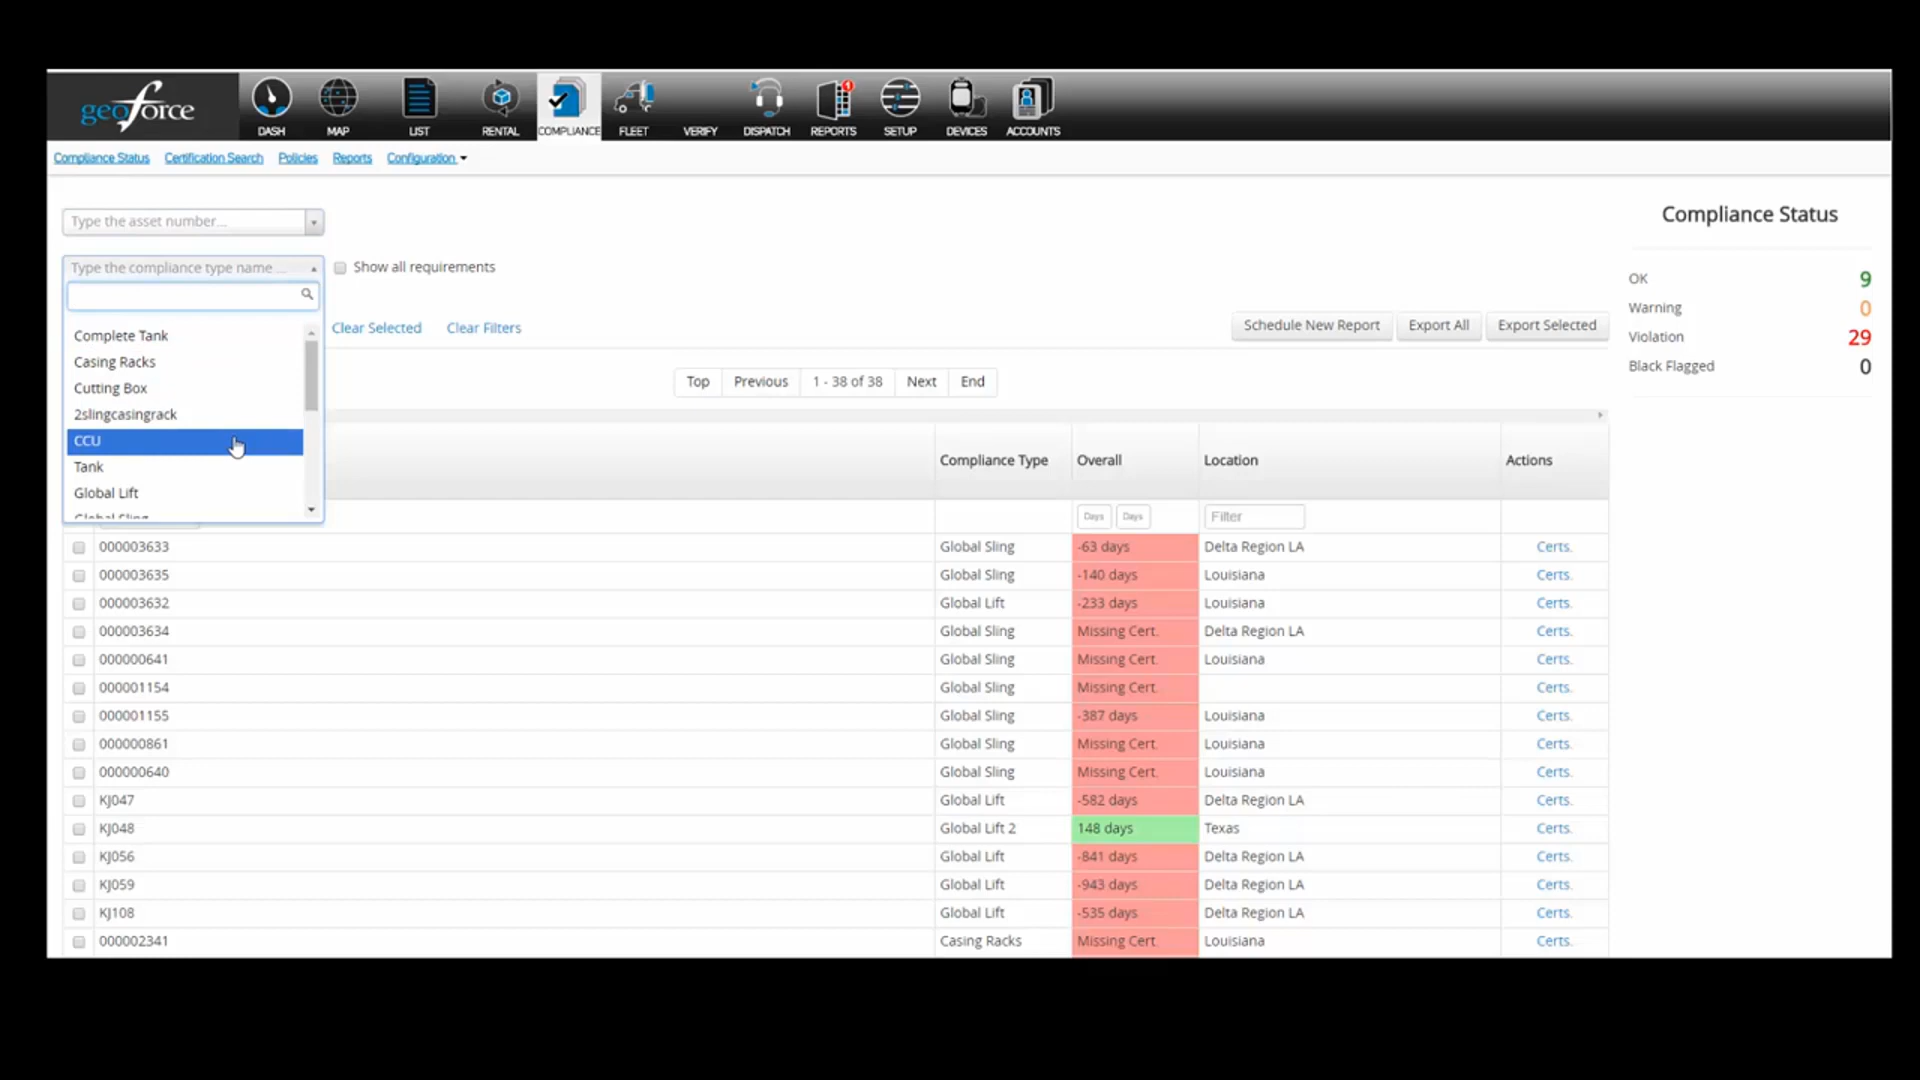 geoforce
DASH MAP LIST RENTAL COMPLIANCE FLEET VERIFY DISPATCH REPORTS SETUP DEVICES ACCOUNTS
1
Compliance Status Certification Search Policies Reports Configuration
Type the asset number...
Compliance Status
Type the compliance type name ... Show all requirements
OK 9
Warning 0
Violation 29
Black Flagged 0
Complete Tank
Casing Racks
Cutting Box
2slingcasingrack
CCU
Tank
Global Lift
Global Sling
Clear Selected Clear Filters Schedule New Report Export All Export Selected
Top Previous 1 - 38 of 38 Next End
Compliance Type Overall Location Actions
Days Days Filter
000003633 Global Sling -63 days Delta Region LA Certs.
000003635 Global Sling -140 days Louisiana Certs.
000003632 Global Lift -233 days Louisiana Certs.
000003634 Global Sling Missing Cert. Delta Region LA Certs.
000000641 Global Sling Missing Cert. Louisiana Certs.
000001154 Global Sling Missing Cert. Certs.
000001155 Global Sling -387 days Louisiana Certs.
000000861 Global Sling Missing Cert. Louisiana Certs.
000000640 Global Sling Missing Cert. Louisiana Certs.
KJ047 Global Lift -582 days Delta Region LA Certs.
KJ048 Global Lift 2 148 days Texas Certs.
KJ056 Global Lift -841 days Delta Region LA Certs.
KJ059 Global Lift -943 days Delta Region LA Certs.
KJ108 Global Lift -535 days Delta Region LA Certs.
000002341 Casing Racks Missing Cert. Louisiana Certs.